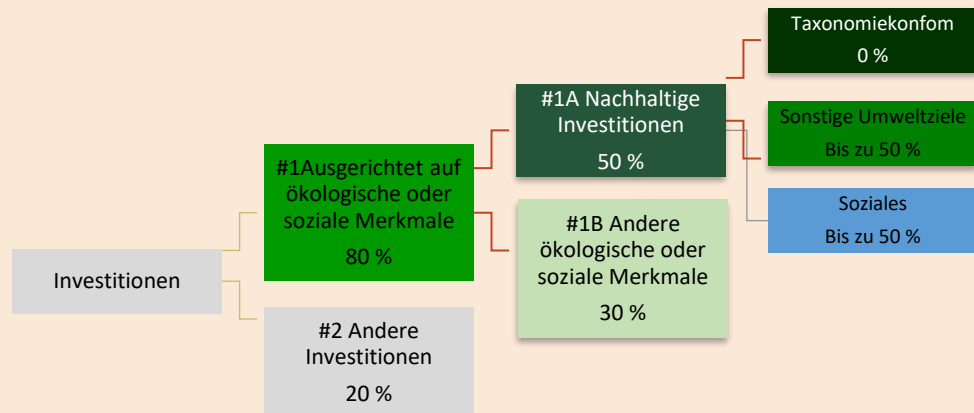 Investitionen
#1Ausgerichtet auf
ökologische oder
soziale Merkmale
80 %
#2 Andere
Investitionen
20 %
#1A Nachhaltige
Investitionen
50 %
#1B Andere
ökologische oder
soziale Merkmale
30 %
Taxonomiekonfom
0 %
Sonstige Umweltziele
Bis zu 50 %
Soziales
Bis zu 50 %